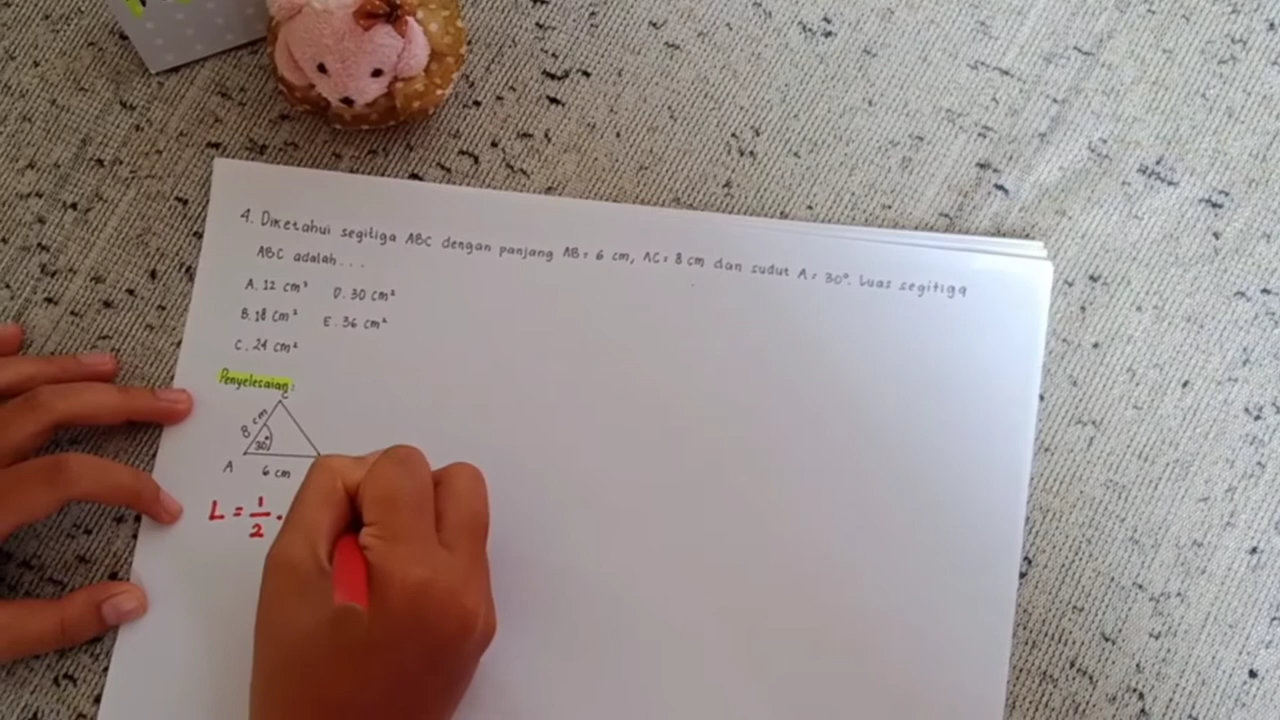 4. Diketahui segitiga ABC dengan panjang AB = 6 cm, AC = 8 cm dan sudut A = 30°. Luas segitiga
ABC adalah...
A. 12 cm² D. 30 cm²
B. 18 cm² E. 36 cm²
C. 24 cm²
Penyelesaian:
C
8 cm
30°
A 6 cm
L = 1/2 .